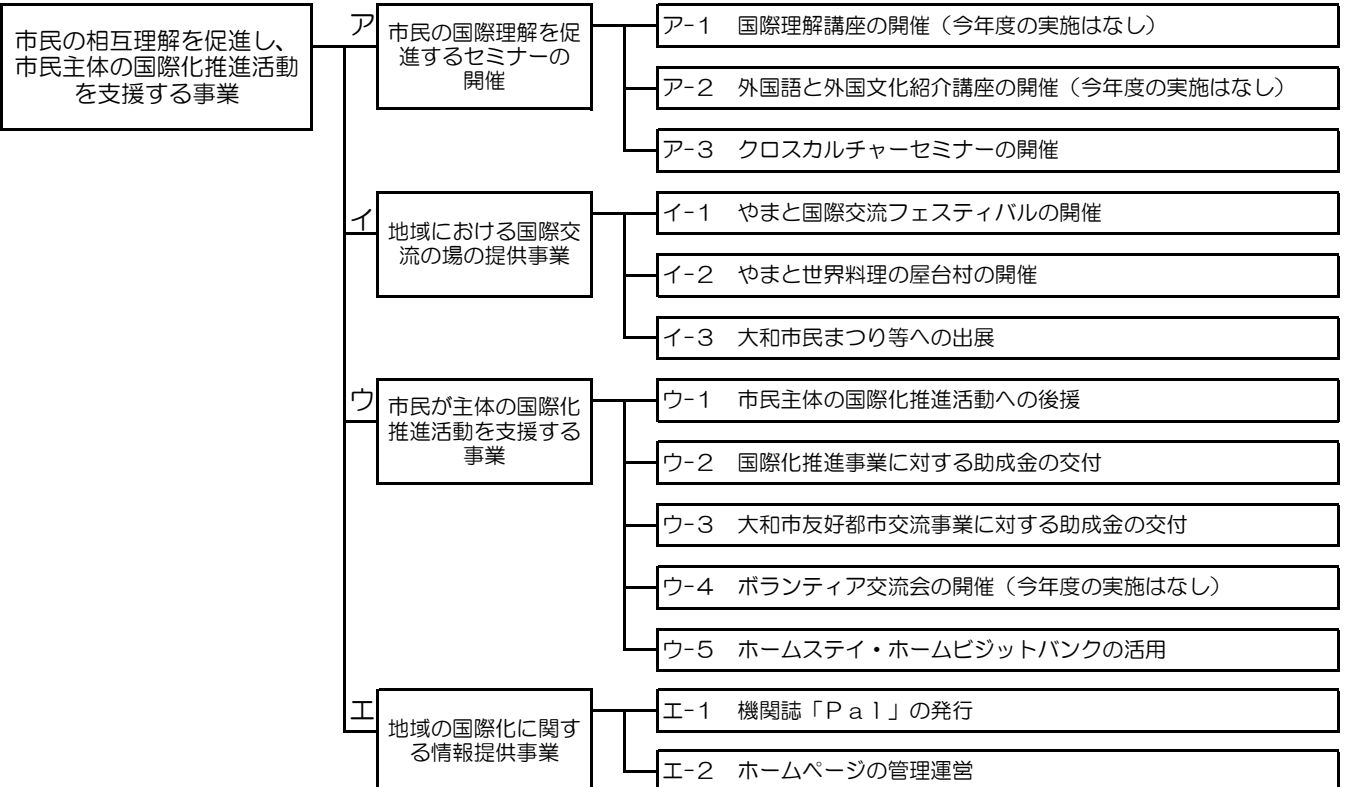 市民の相互理解を促進し、
市民主体の国際化推進活動
を支援する事業
ア
市民の国際理解を促
進するセミナーの
開催
ア-1　国際理解講座の開催（今年度の実施はなし）
ア-2　外国語と外国文化紹介講座の開催（今年度の実施はなし）
ア-3　クロスカルチャーセミナーの開催
イ
地域における国際交
流の場の提供事業
イ-1　やまと国際交流フェスティバルの開催
イ-2　やまと世界料理の屋台村の開催
イ-3　大和市民まつり等への出展
ウ
市民が主体の国際化
推進活動を支援する
事業
ウ-1　市民主体の国際化推進活動への後援
ウ-2　国際化推進事業に対する助成金の交付
ウ-3　大和市友好都市交流事業に対する助成金の交付
ウ-4　ボランティア交流会の開催（今年度の実施はなし）
ウ-5　ホームステイ・ホームビジットバンクの活用
エ
地域の国際化に関す
る情報提供事業
エ-1　機関誌「Ｐａｌ」の発行
エ-2　ホームページの管理運営